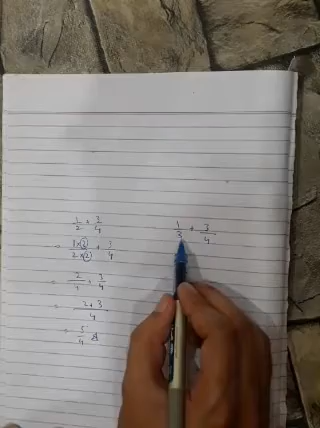 1/2 + 3/4
= 1×2/2×2 + 3/4
= 2/4 + 3/4
= 2+3/4
= 5/4
1/3 + 3/4